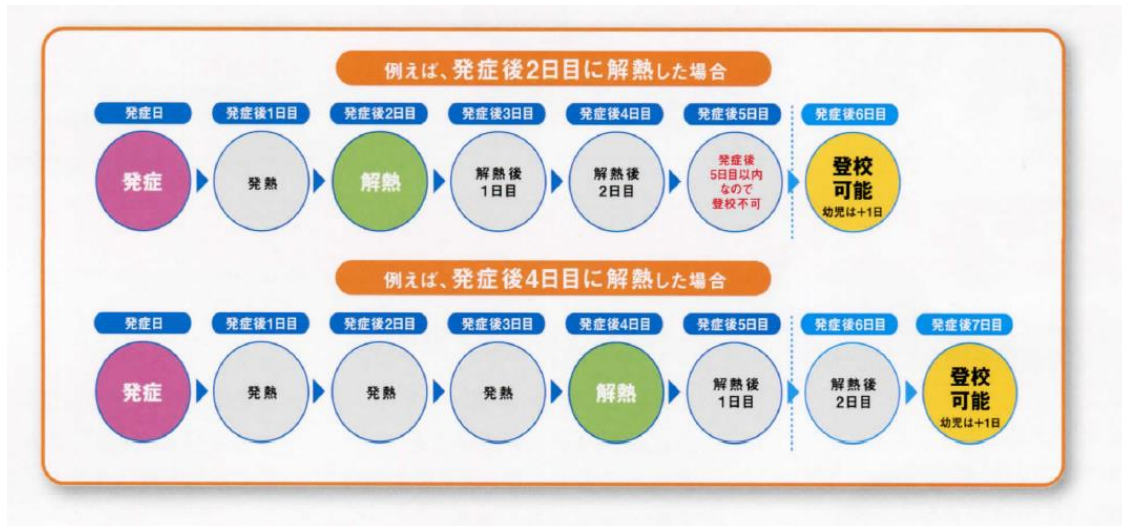 例えば、発症後2日目に解熱した場合
発症日 発症後1日目 発症後2日目 発症後3日目 発症後4日目 発症後5日目 発症後6日目
発症
発熱
解熱
解熱後
1日目
解熱後
2日目
発症後
5日目以内
なので
登校不可
登校
可能
幼児は+1日
例えば、発症後4日目に解熱した場合
発症日 発症後1日目 発症後2日目 発症後3日目 発症後4日目 発症後5日目 発症後6日目 発症後7日目
発症
発熱
発熱
発熱
解熱
解熱後
1日目
解熱後
2日目
登校
可能
幼児は+1日